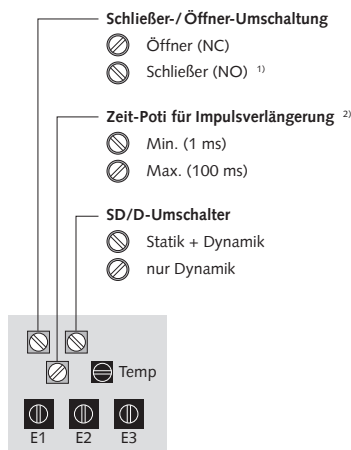 Schließer-/Öffner-Umschaltung
Öffner (NC)
Schließer (NO) 1)
Zeit-Poti für Impulsverlängerung 2)
Min. (1 ms)
Max. (100 ms)
SD/D-Umschalter
Statik + Dynamik
nur Dynamik
Temp
E1 E2 E3